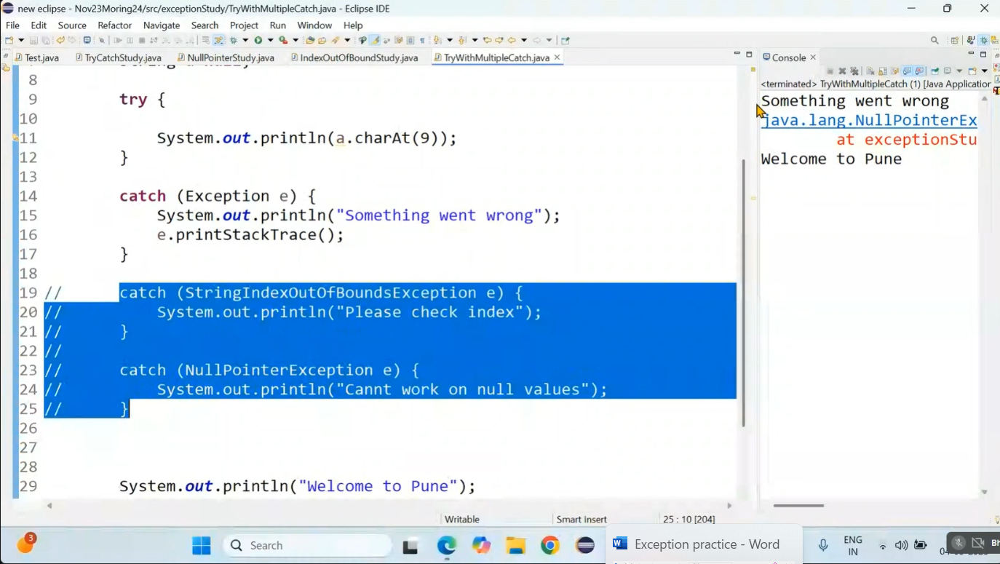 new eclipse - Nov23Moring24/src/exceptionStudy/TryWithMultipleCatch.java - Eclipse IDE
File Edit Source Refactor Navigate Search Project Run Window Help
Test.java TryCatchStudy.java NullPointerStudy.java IndexOutOfBoundStudy.java TryWithMultipleCatch.java Console
<terminated> TryWithMultipleCatch (1) [Java Application
8
9 try {
10
11 System.out.println(a.charAt(9));
12 }
13
14 catch (Exception e) {
15 System.out.println("Something went wrong");
16 e.printStackTrace();
17 }
18
19 // catch (StringIndexOutOfBoundsException e) {
20 // System.out.println("Please check index");
21 // }
22 //
23 // catch (NullPointerException e) {
24 // System.out.println("Cannt work on null values");
25 // }
26
27
28
29 System.out.println("Welcome to Pune");
Something went wrong
java.lang.NullPointerEx
at exceptionStu
Welcome to Pune
Writable Smart Insert 25 : 10 [204]
3 Search Exception practice - Word ENG
IN